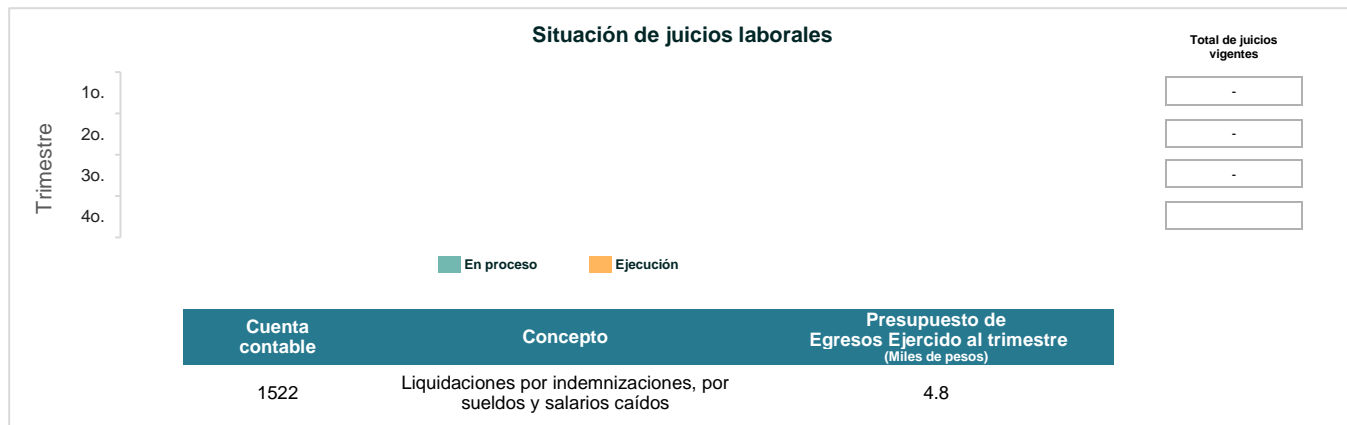 Situación de juicios laborales
Total de juicios
vigentes
Trimestre
1o.
-
2o.
-
3o.
-
4o.
En proceso
Ejecución
Cuenta
contable
Concepto
Presupuesto de
Egresos Ejercido al trimestre
(Miles de pesos)
1522
Liquidaciones por indemnizaciones, por
sueldos y salarios caídos
4.8